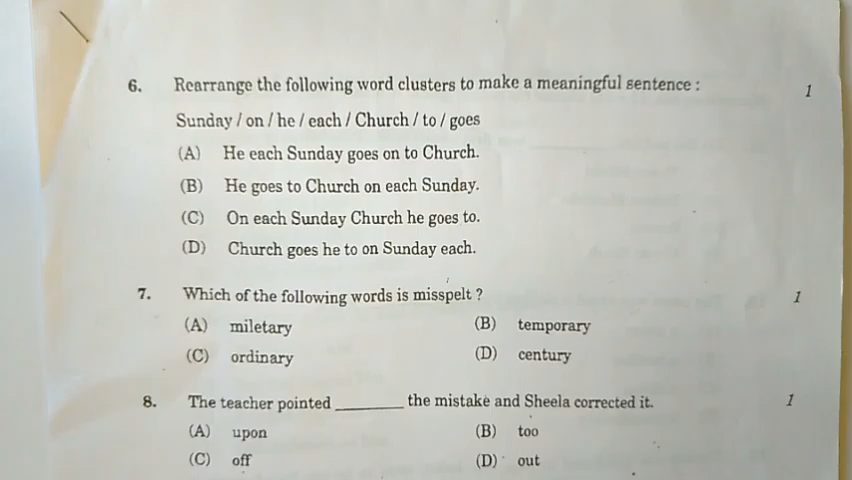 6. Rearrange the following word clusters to make a meaningful sentence : 1
Sunday / on / he / each / Church / to / goes
(A) He each Sunday goes on to Church.
(B) He goes to Church on each Sunday.
(C) On each Sunday Church he goes to.
(D) Church goes he to on Sunday each.
7. Which of the following words is misspelt ? 1
(A) miletary (B) temporary
(C) ordinary (D) century
8. The teacher pointed ________ the mistake and Sheela corrected it. 1
(A) upon (B) too
(C) off (D) out